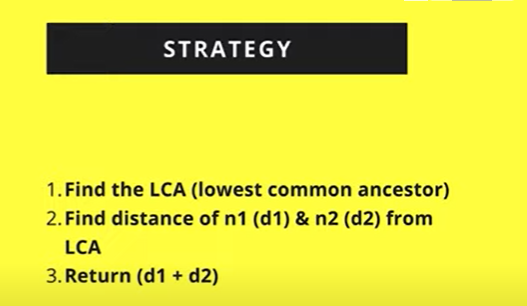 STRATEGY
1. Find the LCA (lowest common ancestor)
2. Find distance of n1 (d1) & n2 (d2) from
LCA
3. Return (d1 + d2)